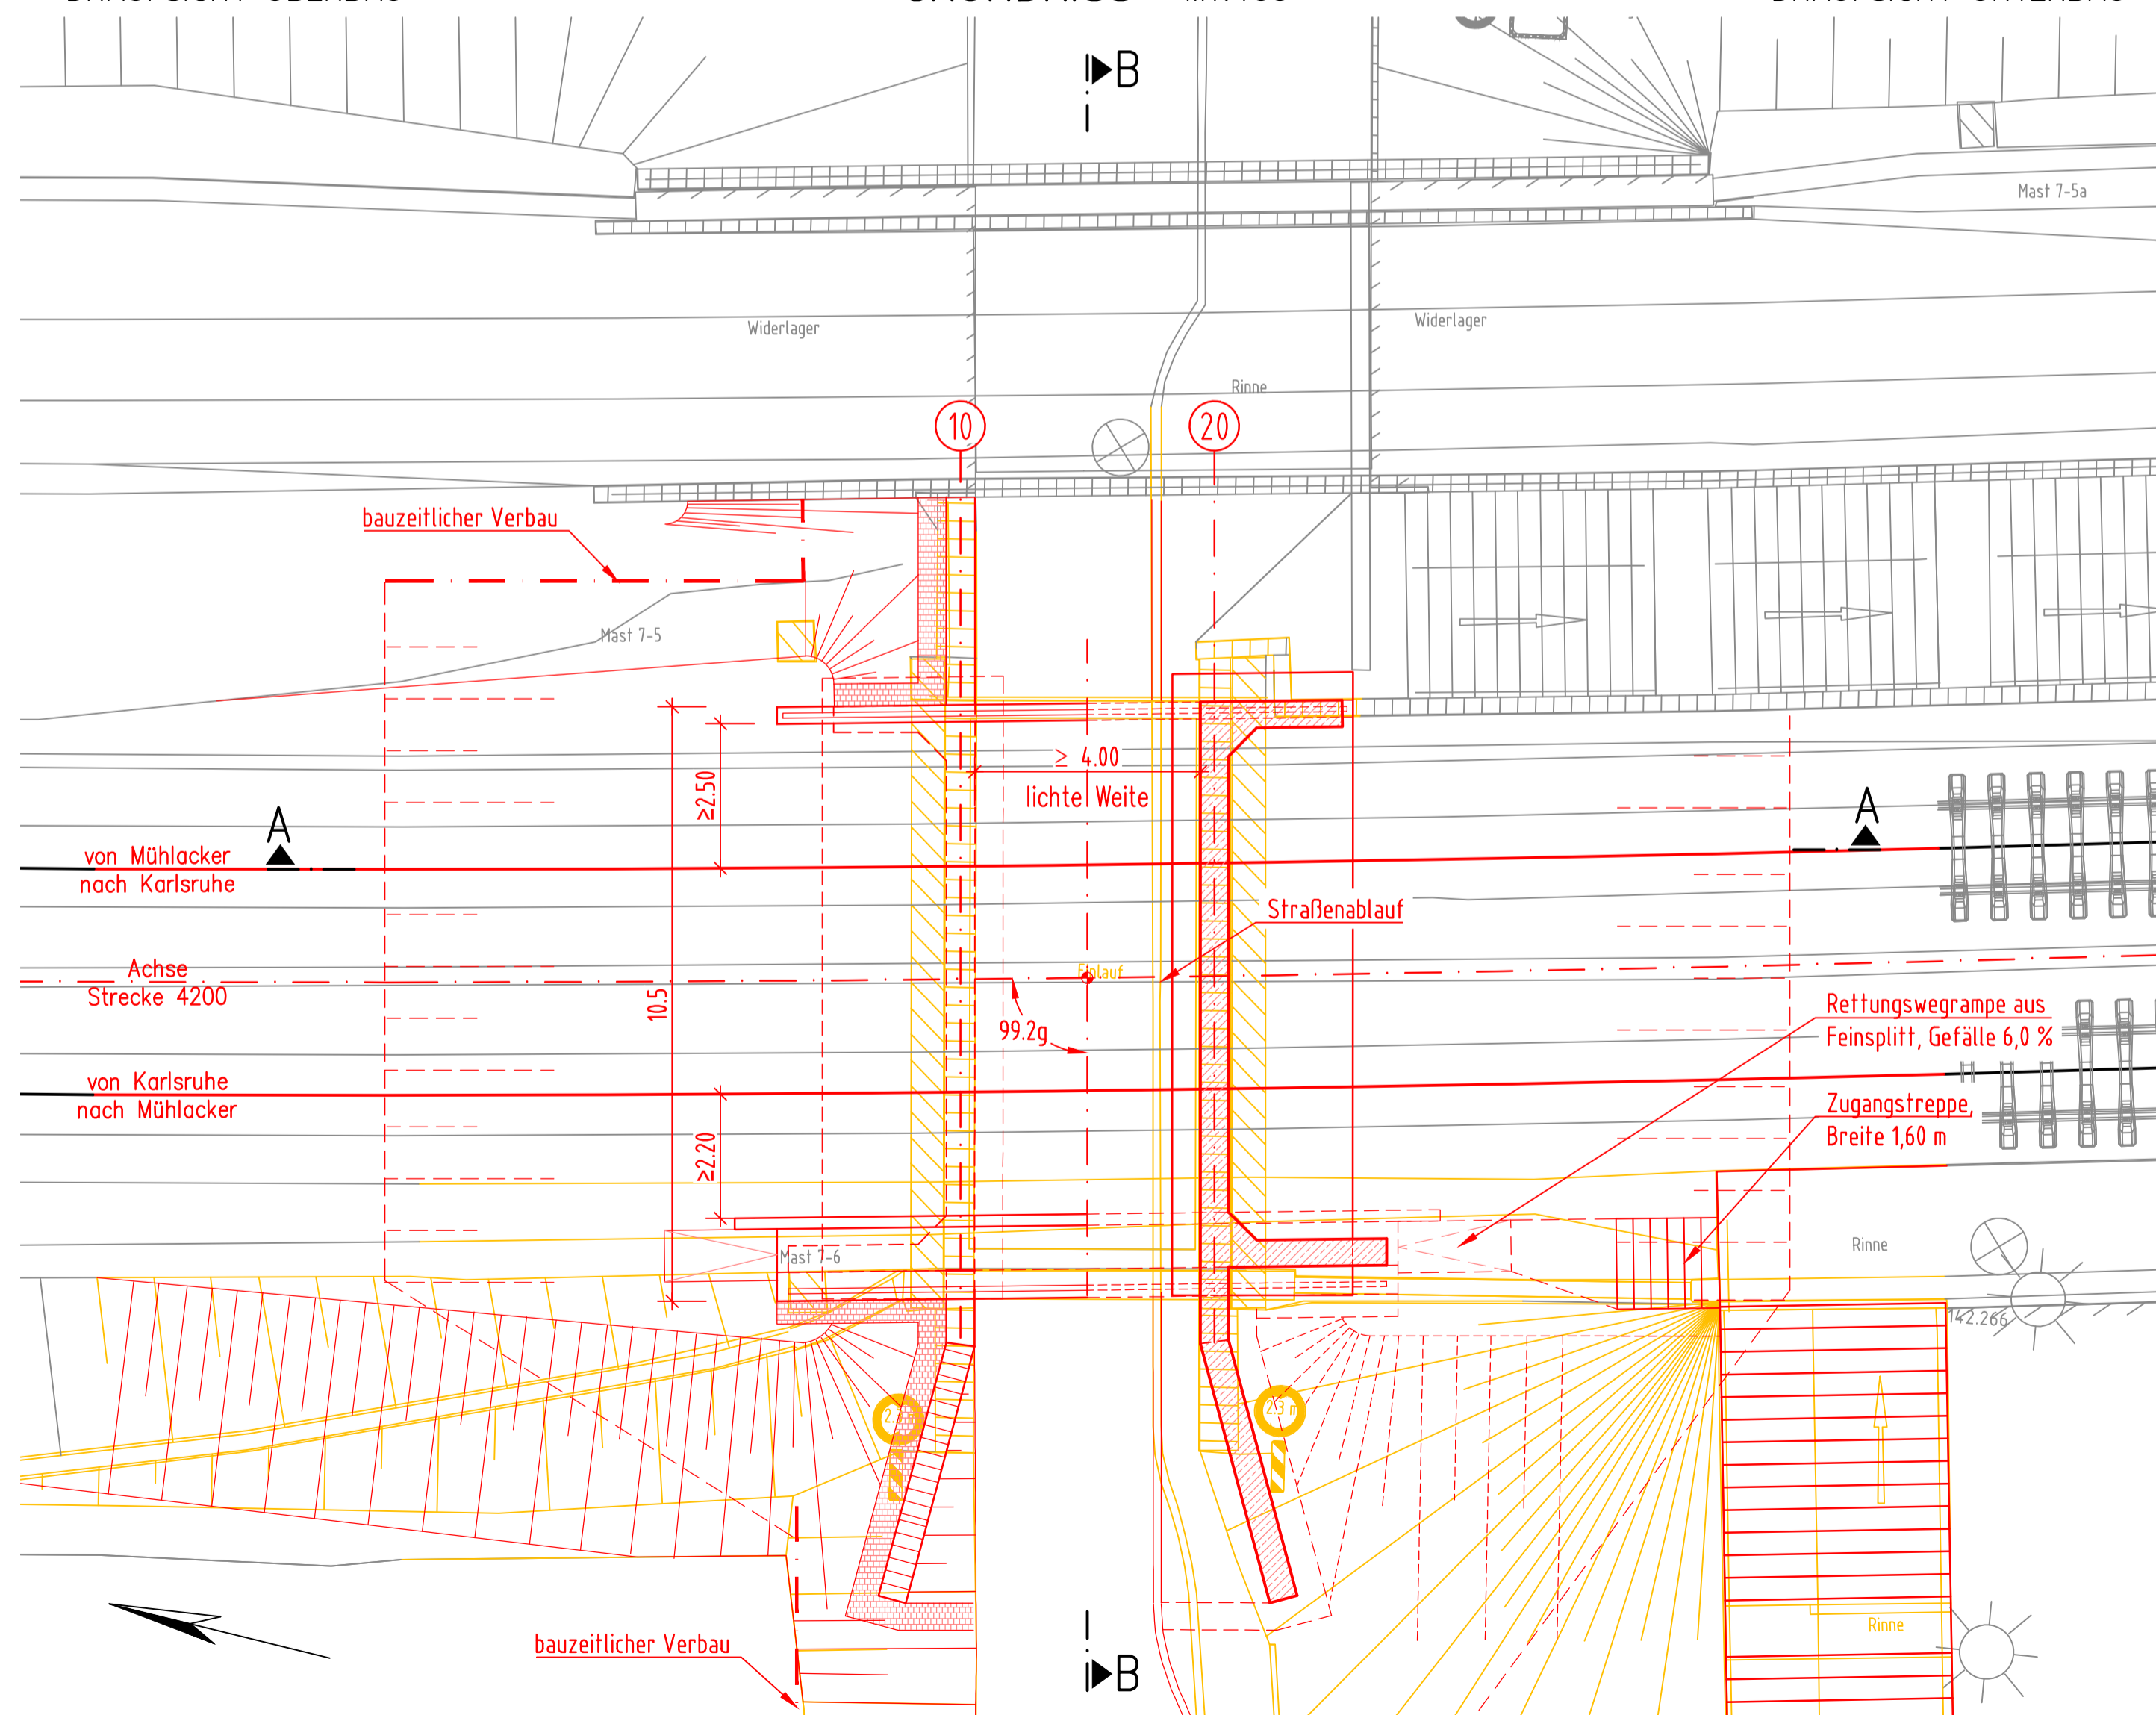 B
Mast 7-5a
Widerlager
Widerlager
Rinne
10
20
bauzeitlicher Verbau
Mast 7-5
≥ 4.00
lichte Weite
≥2.50
A
A
von Mühlacker
nach Karlsruhe
Straßenablauf
Achse
Strecke 4200
Einlauf
10.5
99.2g
Rettungswegrampe aus
Feinsplitt, Gefälle 6,0 %
von Karlsruhe
nach Mühlacker
Zugangstreppe,
Breite 1,60 m
≥2.20
Mast 7-6
Rinne
142.266
2.3 m
Rinne
bauzeitlicher Verbau
B